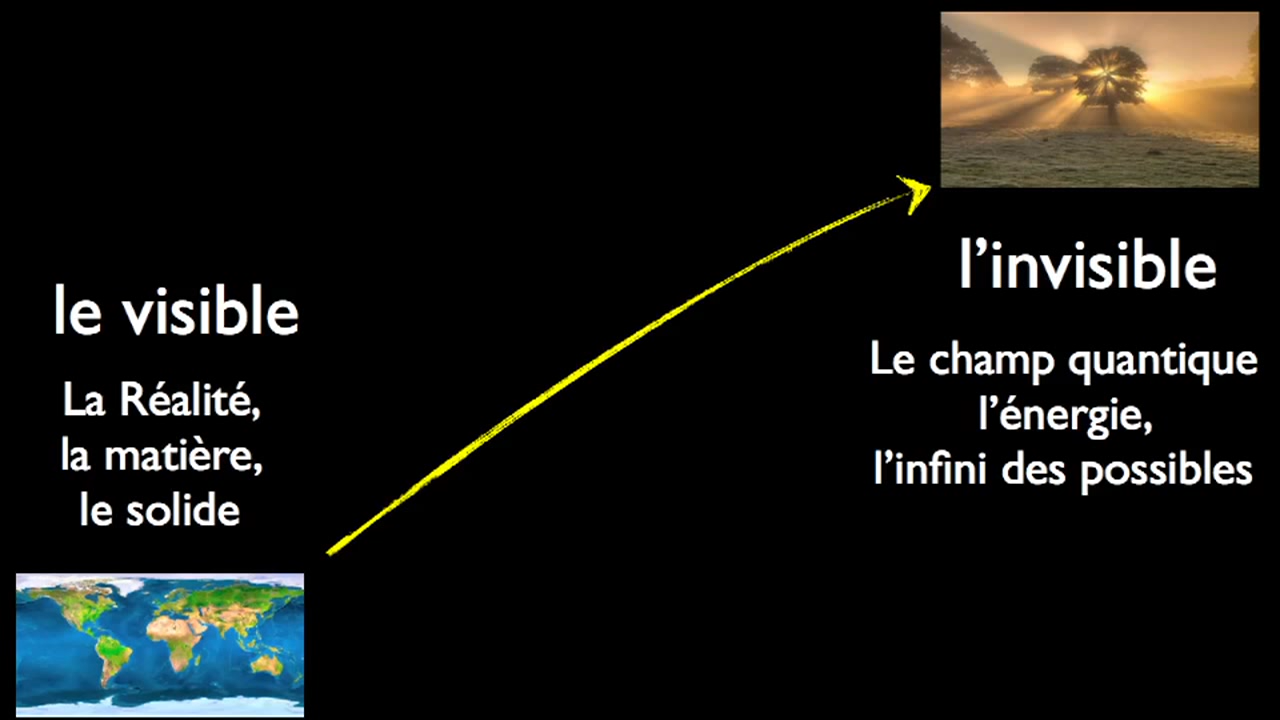 le visible
La Réalité,
la matière,
le solide
l’invisible
Le champ quantique
l’énergie,
l’infini des possibles